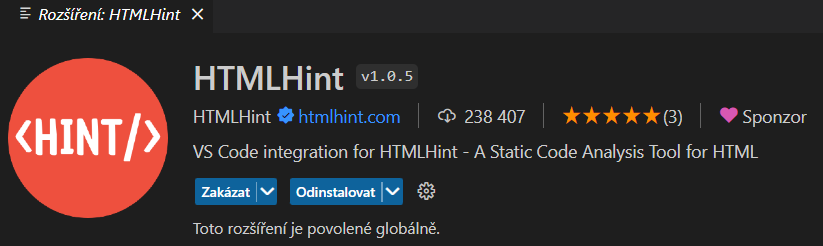 Rozšíření: HTMLHint
HTMLHint v1.0.5
<HINT/>
HTMLHint htmlhint.com 238 407 (3) Sponzor
VS Code integration for HTMLHint - A Static Code Analysis Tool for HTML
Zakázat Odinstalovat
Toto rozšíření je povolené globálně.